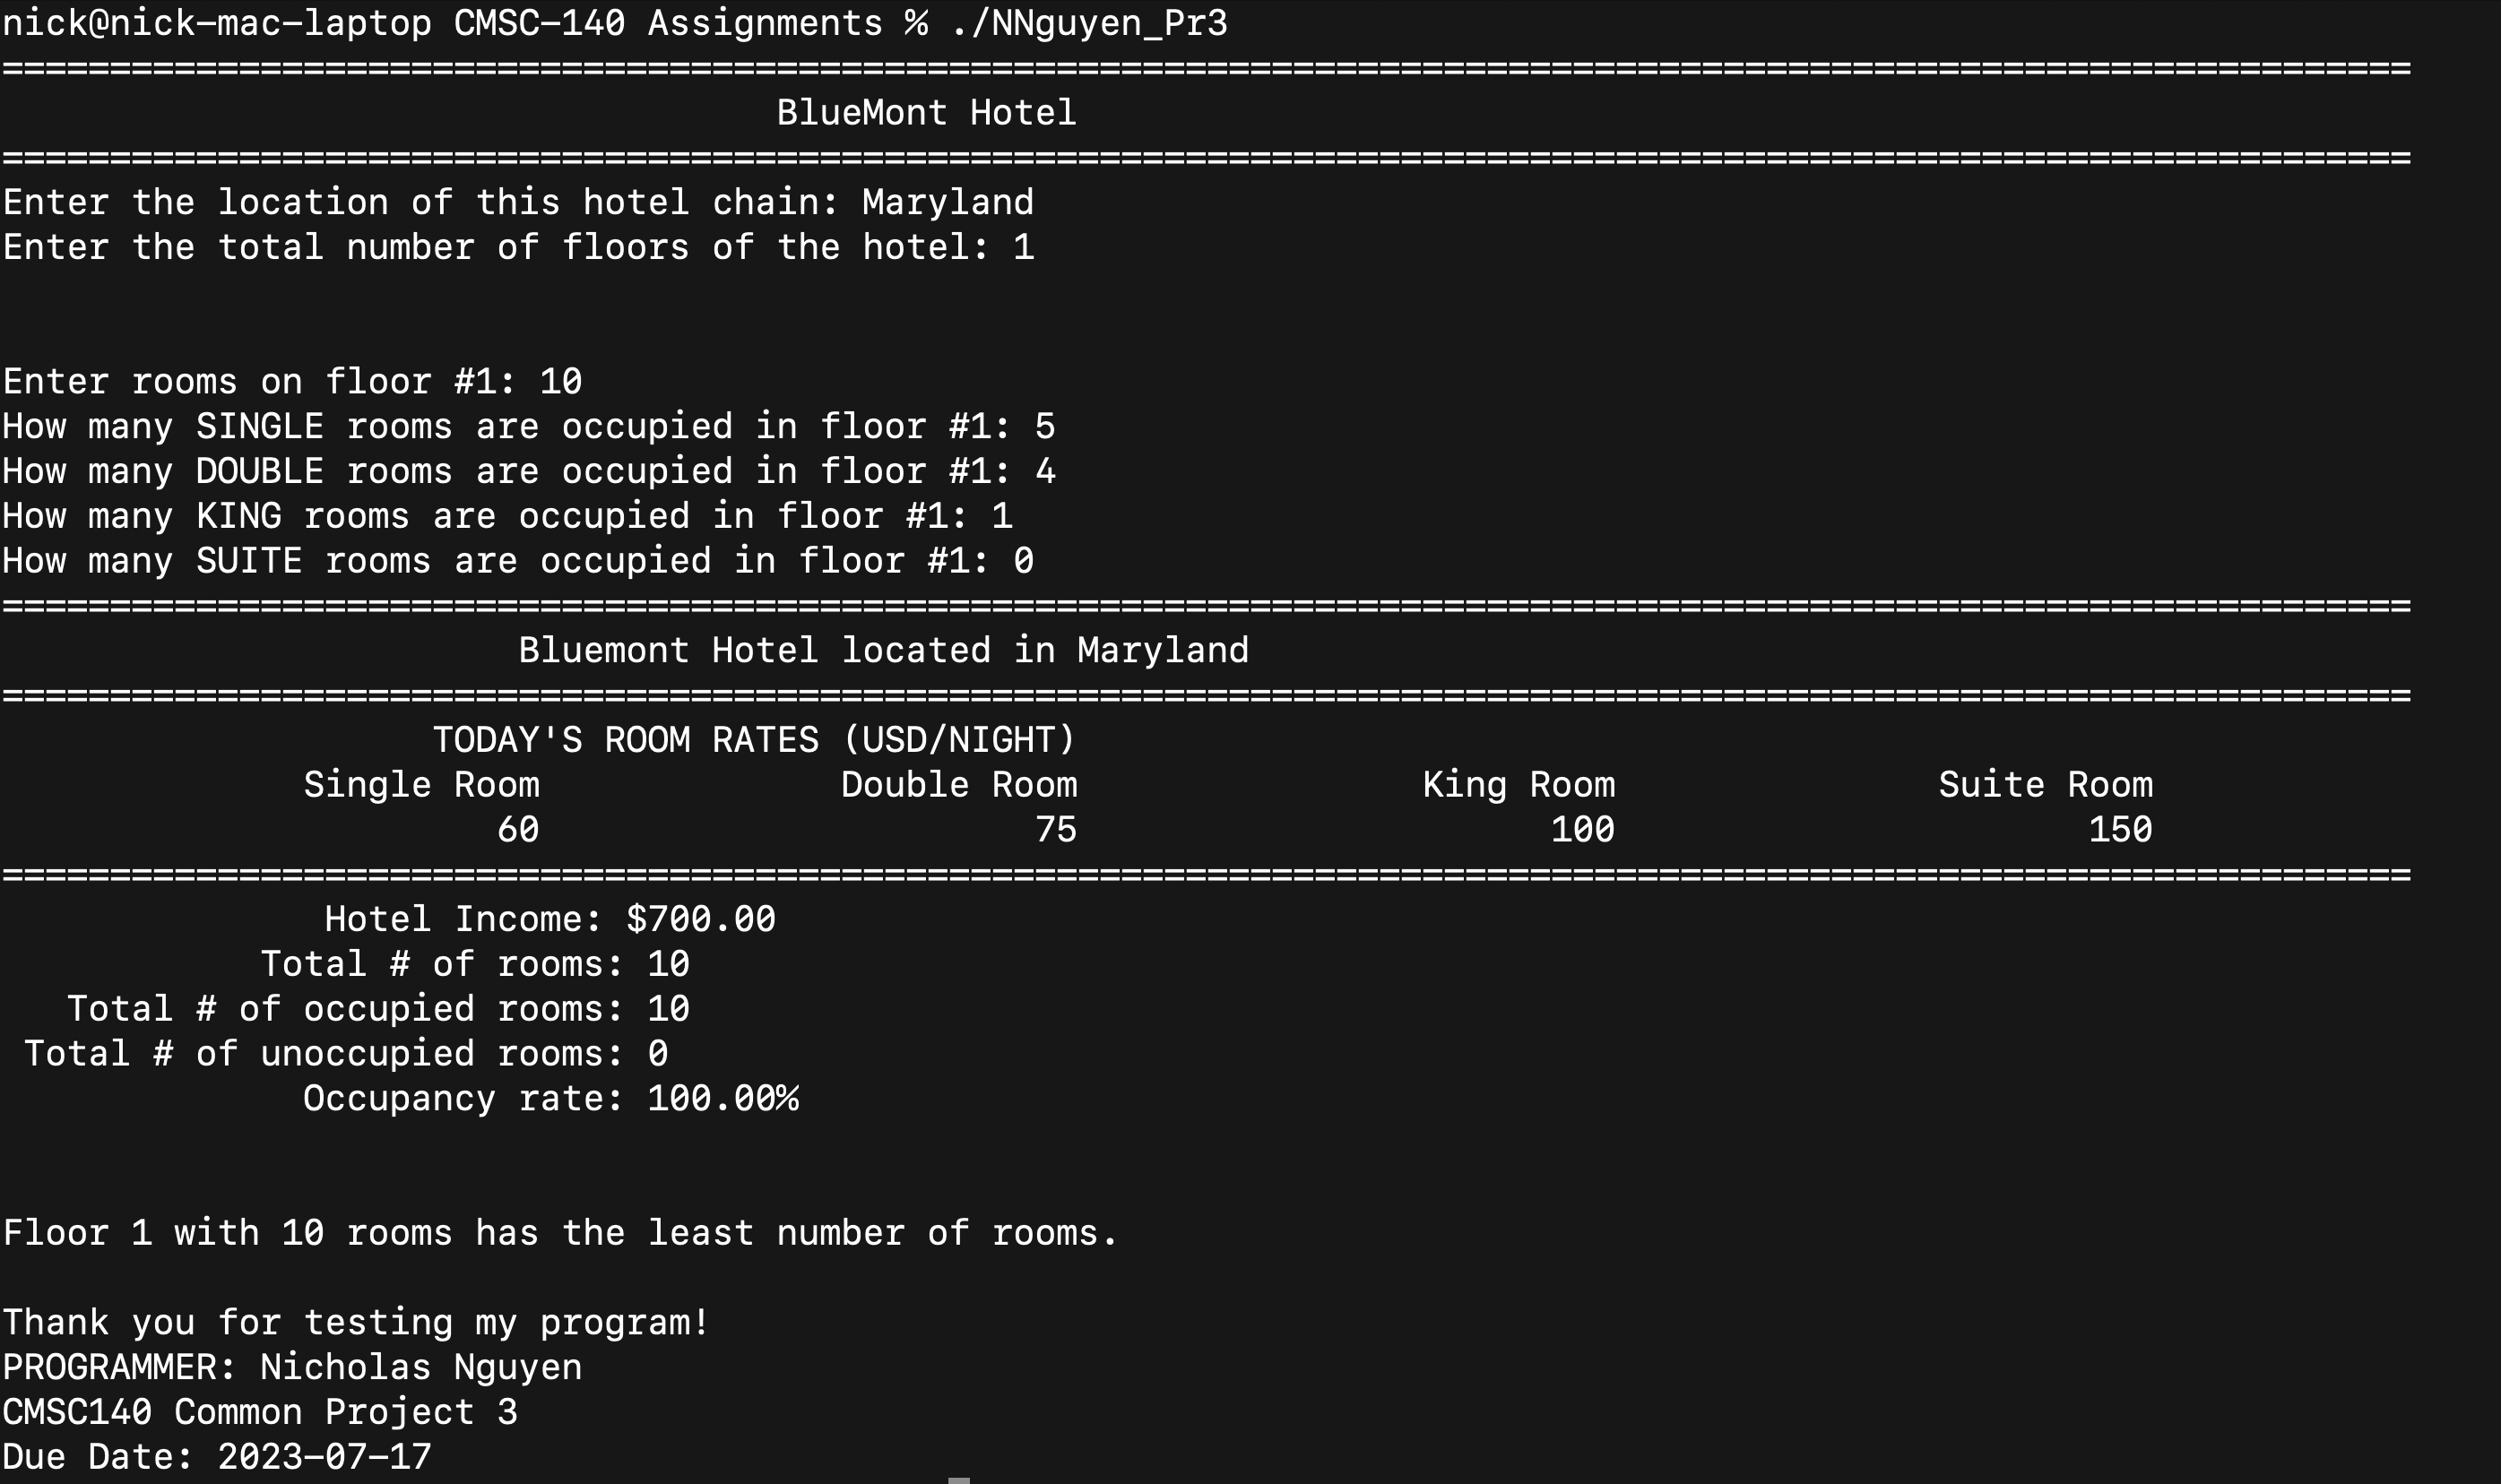 nick@nick-mac-laptop CMSC-140 Assignments % ./NNguyen_Pr3
================================================================================================================
BlueMont Hotel
================================================================================================================
Enter the location of this hotel chain: Maryland
Enter the total number of floors of the hotel: 1
Enter rooms on floor #1: 10
How many SINGLE rooms are occupied in floor #1: 5
How many DOUBLE rooms are occupied in floor #1: 4
How many KING rooms are occupied in floor #1: 1
How many SUITE rooms are occupied in floor #1: 0
================================================================================================================
Bluemont Hotel located in Maryland
================================================================================================================
TODAY'S ROOM RATES (USD/NIGHT)
Single Room Double Room King Room Suite Room
60 75 100 150
================================================================================================================
Hotel Income: $700.00
Total # of rooms: 10
Total # of occupied rooms: 10
Total # of unoccupied rooms: 0
Occupancy rate: 100.00%
Floor 1 with 10 rooms has the least number of rooms.
Thank you for testing my program!
PROGRAMMER: Nicholas Nguyen
CMSC140 Common Project 3
Due Date: 2023-07-17